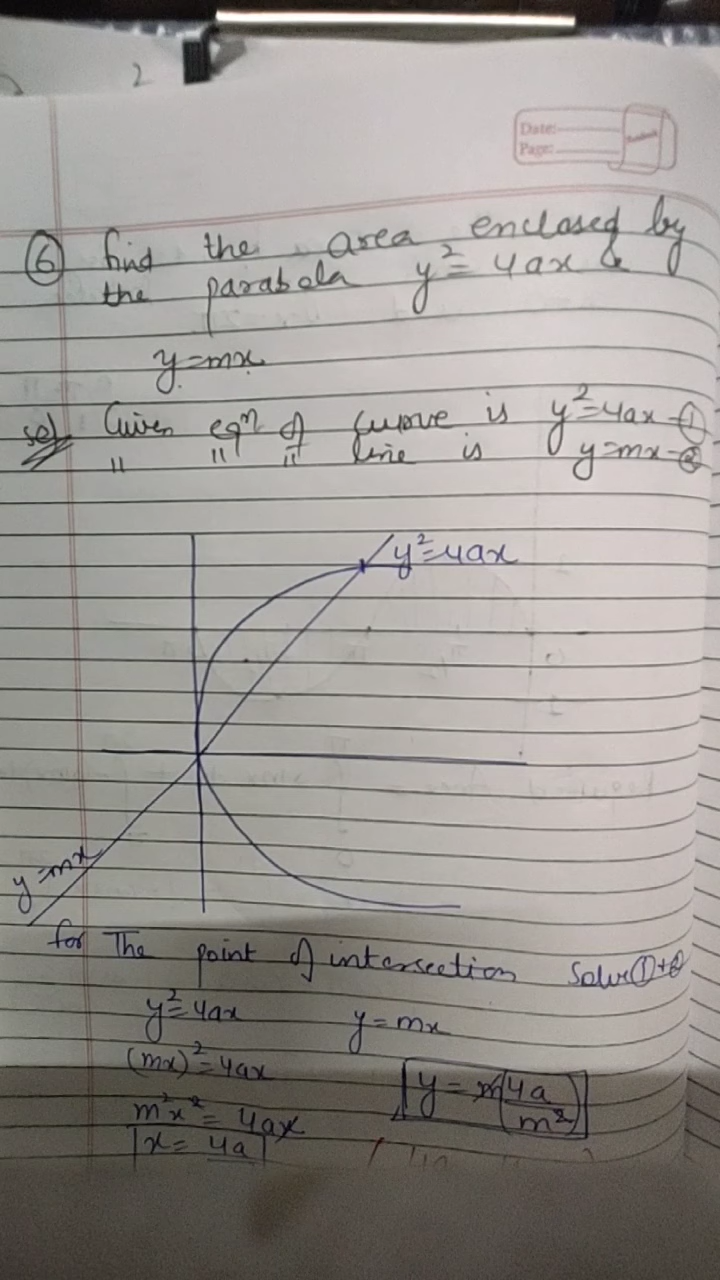 2
Date:
Page:
⑥ find the area enclosed by
the parabola y²=4ax &
y=mx
sol. Given eqⁿ of curve is y²=4ax -①
" " " line is y=mx -②
y²=4ax
y=mx
for The point of intersection Solve ①+②
y²=4ax y=mx
(mx)²=4ax
m²x²=4ax y=m(4a/m²)
x=4a